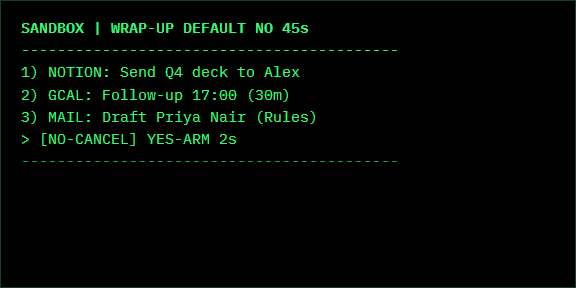 SANDBOX | WRAP-UP DEFAULT NO 45s
------------------------------------------
1) NOTION: Send Q4 deck to Alex
2) GCAL: Follow-up 17:00 (30m)
3) MAIL: Draft Priya Nair (Rules)
> [NO-CANCEL] YES-ARM 2s
------------------------------------------